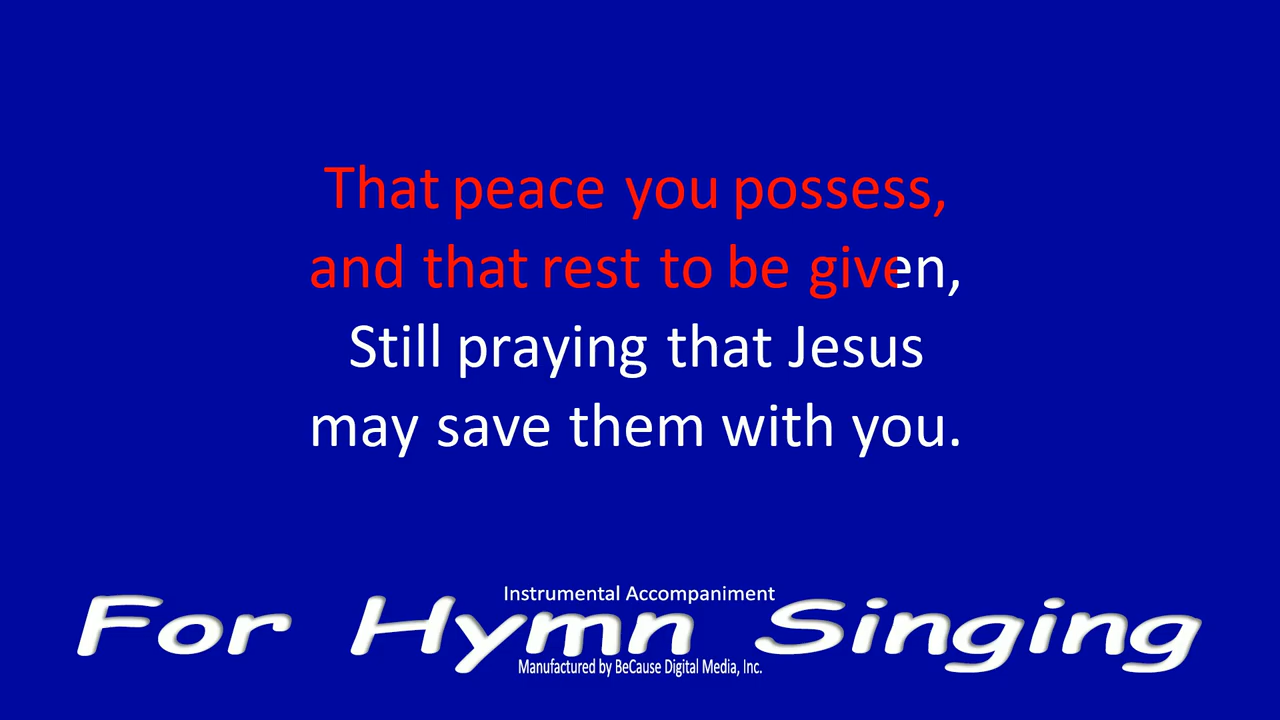 That peace you possess,
and that rest to be given,
Still praying that Jesus
may save them with you.
Instrumental Accompaniment
For Hymn Singing
Manufactured by BeCause Digital Media, Inc.